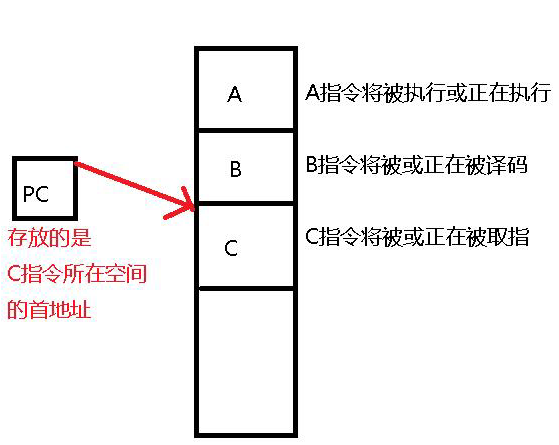 A
A指令将被执行或正在执行
B
B指令将被或正在被译码
PC
存放的是
C指令所在空间
的首地址
C
C指令将被或正在被取指